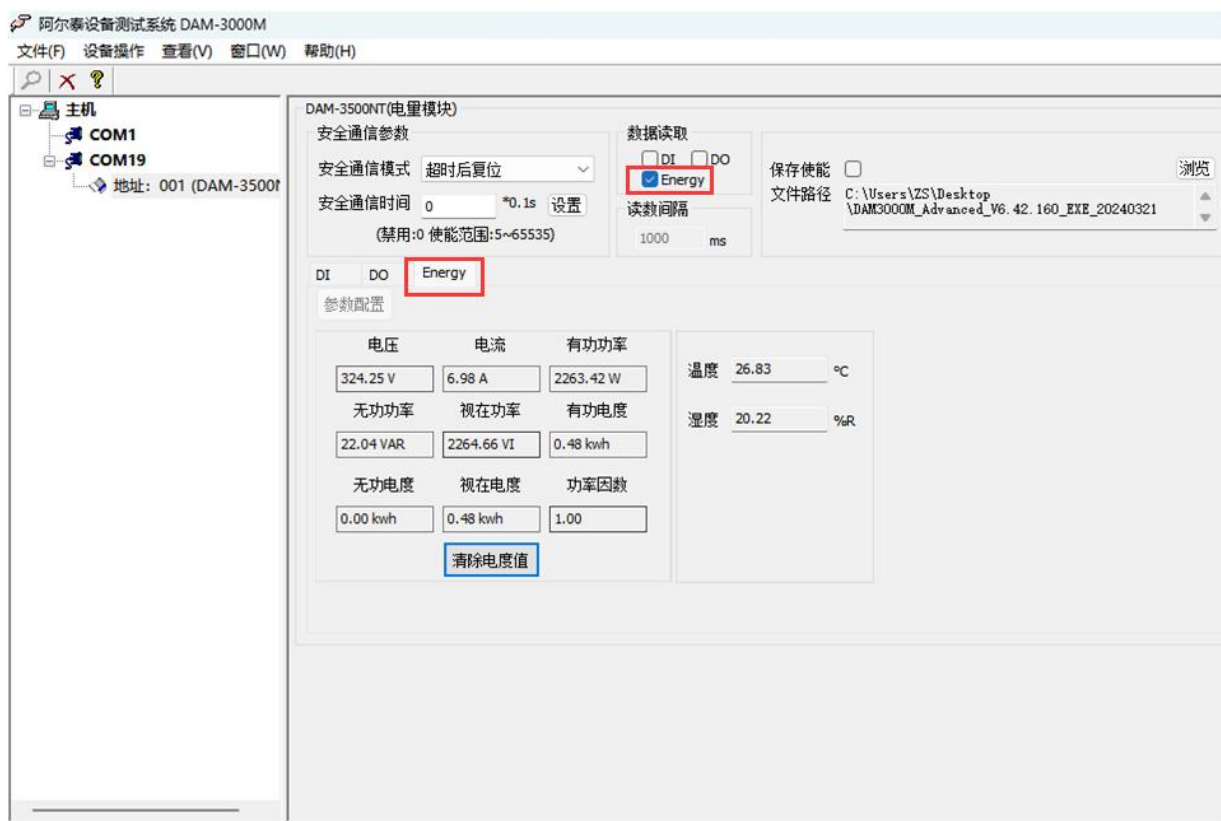 阿尔泰设备测试系统 DAM-3000M
文件(F) 设备操作 查看(V) 窗口(W) 帮助(H)
主机
COM1
COM19
地址：001 (DAM-3500N
DAM-3500NT(电量模块)
安全通信参数
安全通信模式 超时后复位
安全通信时间 0 *0.1s 设置
(禁用:0 使能范围:5~65535)
数据读取
DI DO
Energy
读数间隔
1000 ms
保存使能
浏览
文件路径 C:\Users\ZS\Desktop
\DAM3000M_Advanced_V6.42.160_EXE_20240321
DI DO Energy
参数配置
电压 电流 有功功率
324.25 V 6.98 A 2263.42 W
无功功率 视在功率 有功电度
22.04 VAR 2264.66 VI 0.48 kwh
无功电度 视在电度 功率因数
0.00 kwh 0.48 kwh 1.00
清除电度值
温度 26.83 °C
湿度 20.22 %R